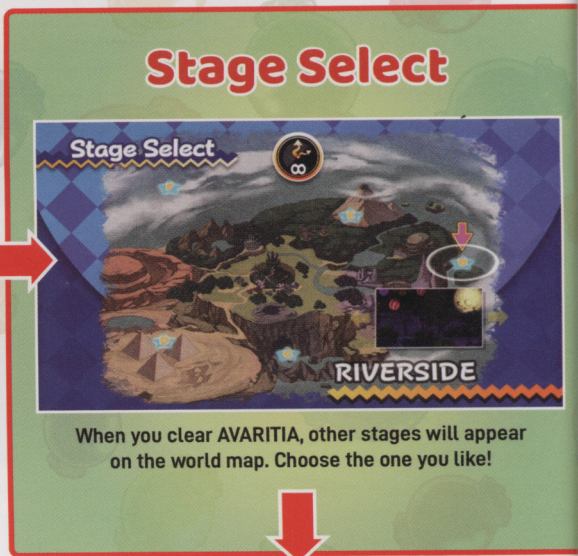 Stage Select
Stage Select
8
RIVERSIDE
When you clear AVARITIA, other stages will appear
on the world map. Choose the one you like!